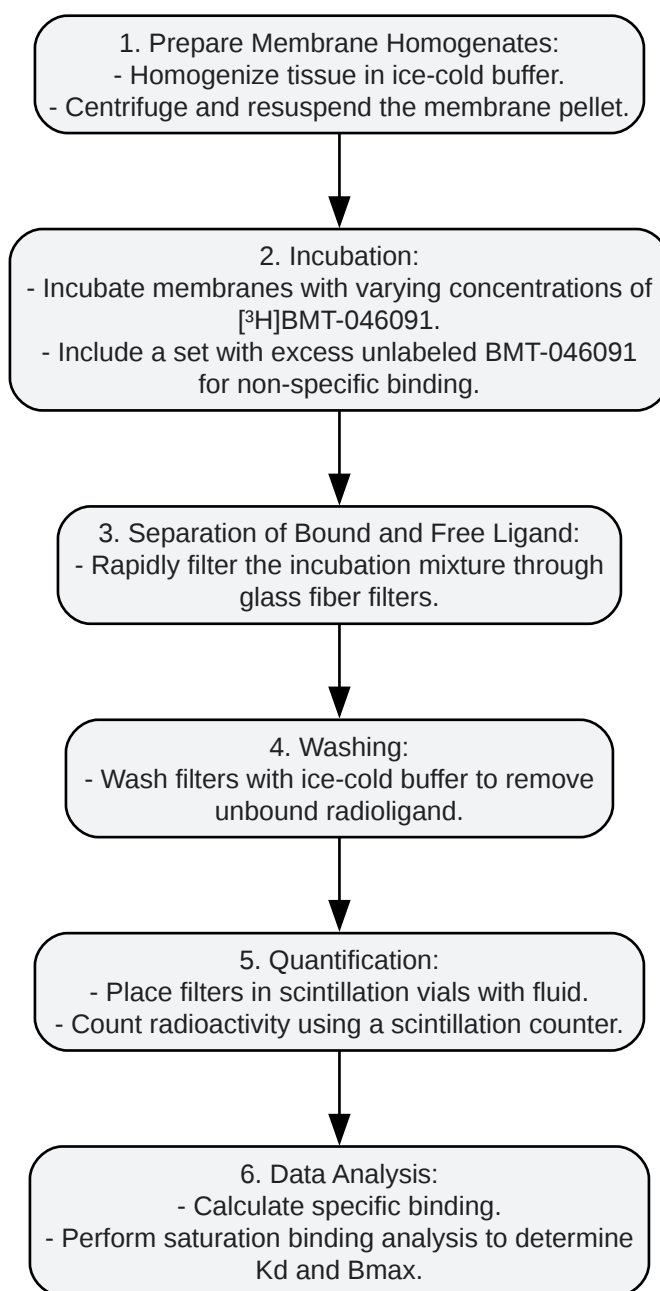 1. Prepare Membrane Homogenates:
- Homogenize tissue in ice-cold buffer.
- Centrifuge and resuspend the membrane pellet.
2. Incubation:
- Incubate membranes with varying concentrations of
[³H]BMT-046091.
- Include a set with excess unlabeled BMT-046091
for non-specific binding.
3. Separation of Bound and Free Ligand:
- Rapidly filter the incubation mixture through
glass fiber filters.
4. Washing:
- Wash filters with ice-cold buffer to remove
unbound radioligand.
5. Quantification:
- Place filters in scintillation vials with fluid.
- Count radioactivity using a scintillation counter.
6. Data Analysis:
- Calculate specific binding.
- Perform saturation binding analysis to determine
Kd and Bmax.